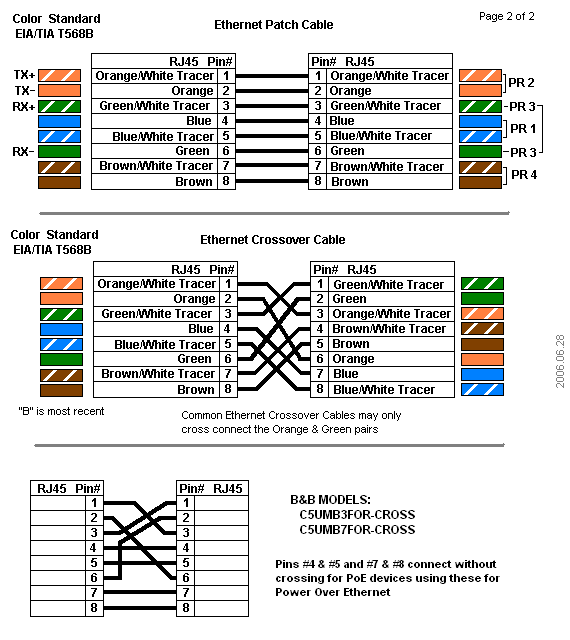 Color Standard
EIA/TIA T568B
Ethernet Patch Cable
Page 2 of 2
RJ45 Pin# Pin# RJ45
TX+ Orange/White Tracer 1 1 Orange/White Tracer
TX- Orange 2 2 Orange PR 2
RX+ Green/White Tracer 3 3 Green/White Tracer PR 3
Blue 4 4 Blue
Blue/White Tracer 5 5 Blue/White Tracer PR 1
RX- Green 6 6 Green PR 3
Brown/White Tracer 7 7 Brown/White Tracer
Brown 8 8 Brown PR 4
Color Standard
EIA/TIA T568B
Ethernet Crossover Cable
RJ45 Pin# Pin# RJ45
Orange/White Tracer 1 1 Green/White Tracer
Orange 2 2 Green
Green/White Tracer 3 3 Orange/White Tracer
Blue 4 4 Brown/White Tracer
Blue/White Tracer 5 5 Brown
Green 6 6 Orange
Brown/White Tracer 7 7 Blue
Brown 8 8 Blue/White Tracer
"B" is most recent
Common Ethernet Crossover Cables may only
cross connect the Orange & Green pairs
2006.06.28
RJ45 Pin# Pin# RJ45
1 1
2 2
3 3
4 4
5 5
6 6
7 7
8 8
B&B MODELS:
C5UMB3FOR-CROSS
C5UMB7FOR-CROSS
Pins #4 & #5 and #7 & #8 connect without
crossing for PoE devices using these for
Power Over Ethernet